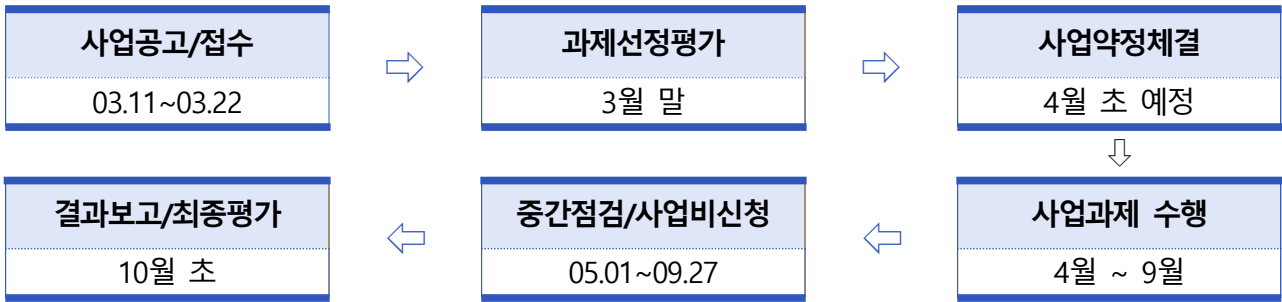 사업공고/접수
03.11~03.22
과제선정평가
3월 말
사업약정체결
4월 초 예정
사업과제 수행
4월 ~ 9월
중간점검/사업비신청
05.01~09.27
결과보고/최종평가
10월 초